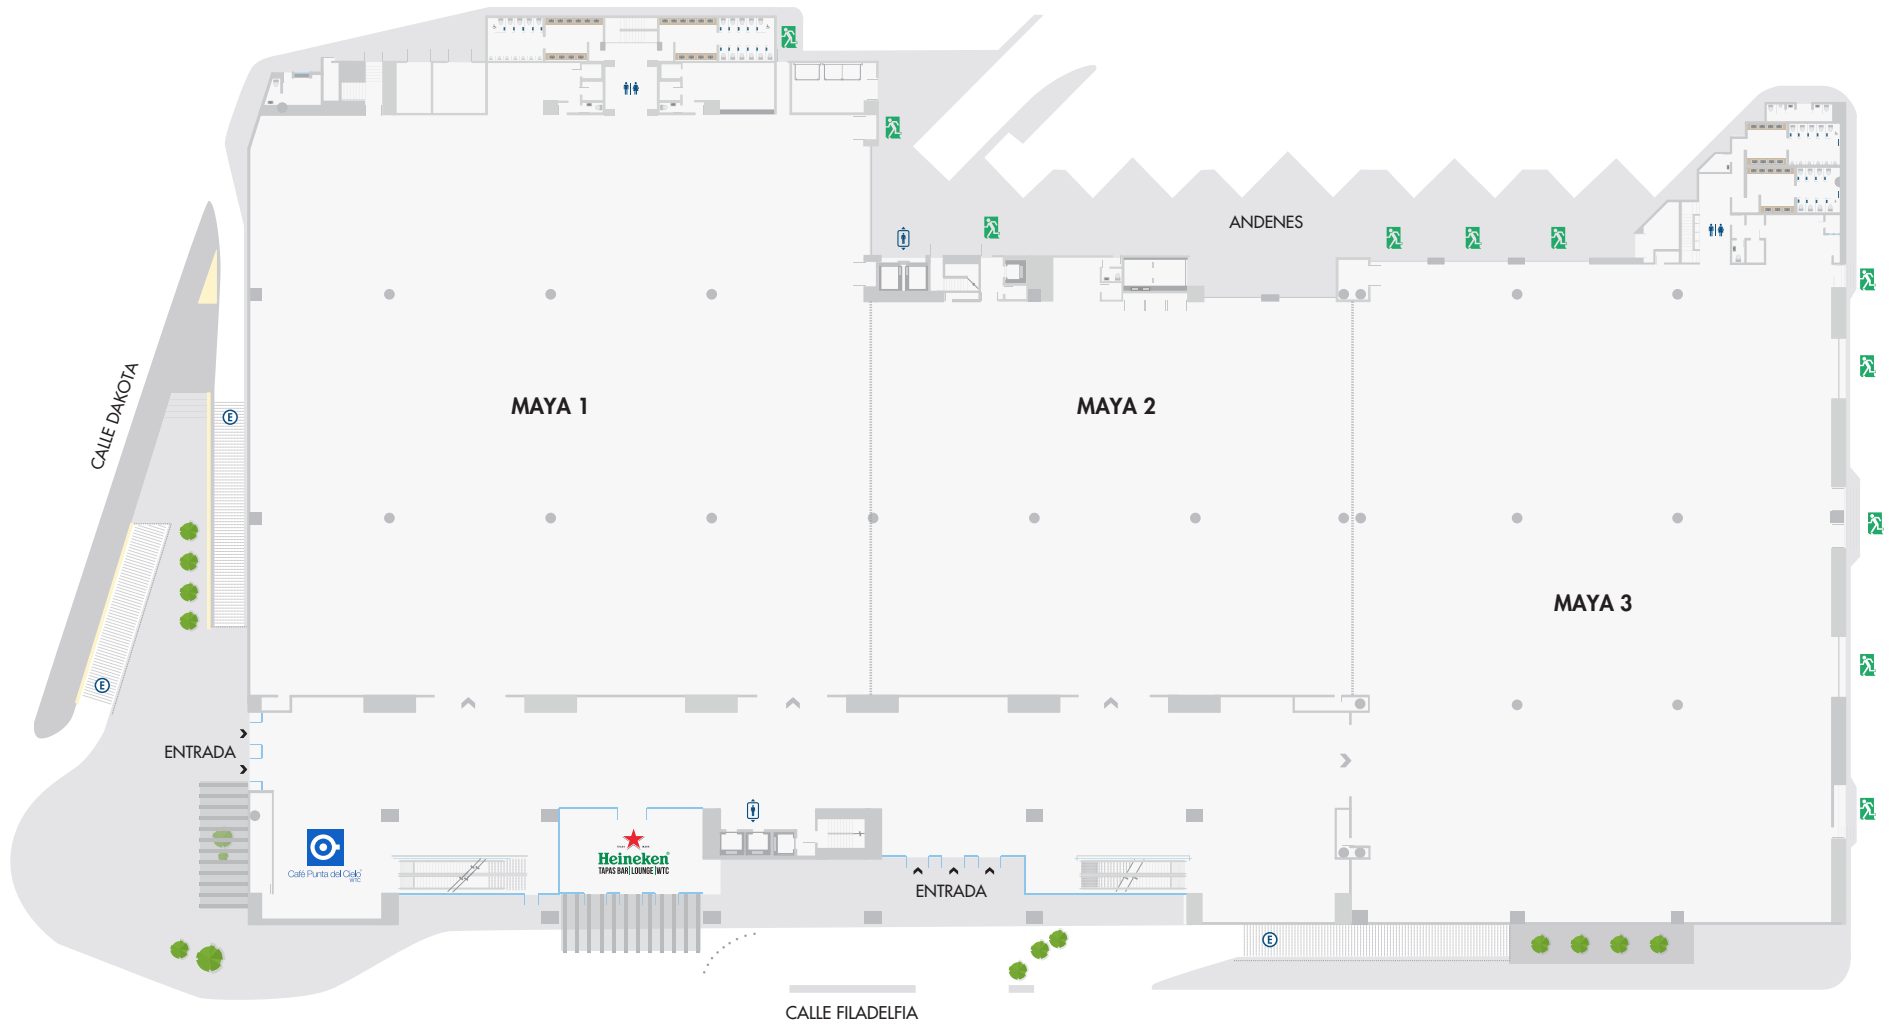 ANDENES
CALLE DAKOTA
E
MAYA 1
MAYA 2
MAYA 3
E
ENTRADA
Café Punta del Cielo
WTC
Heineken
TAPAS BAR|LOUNGE|WTC
ENTRADA
E
CALLE FILADELFIA